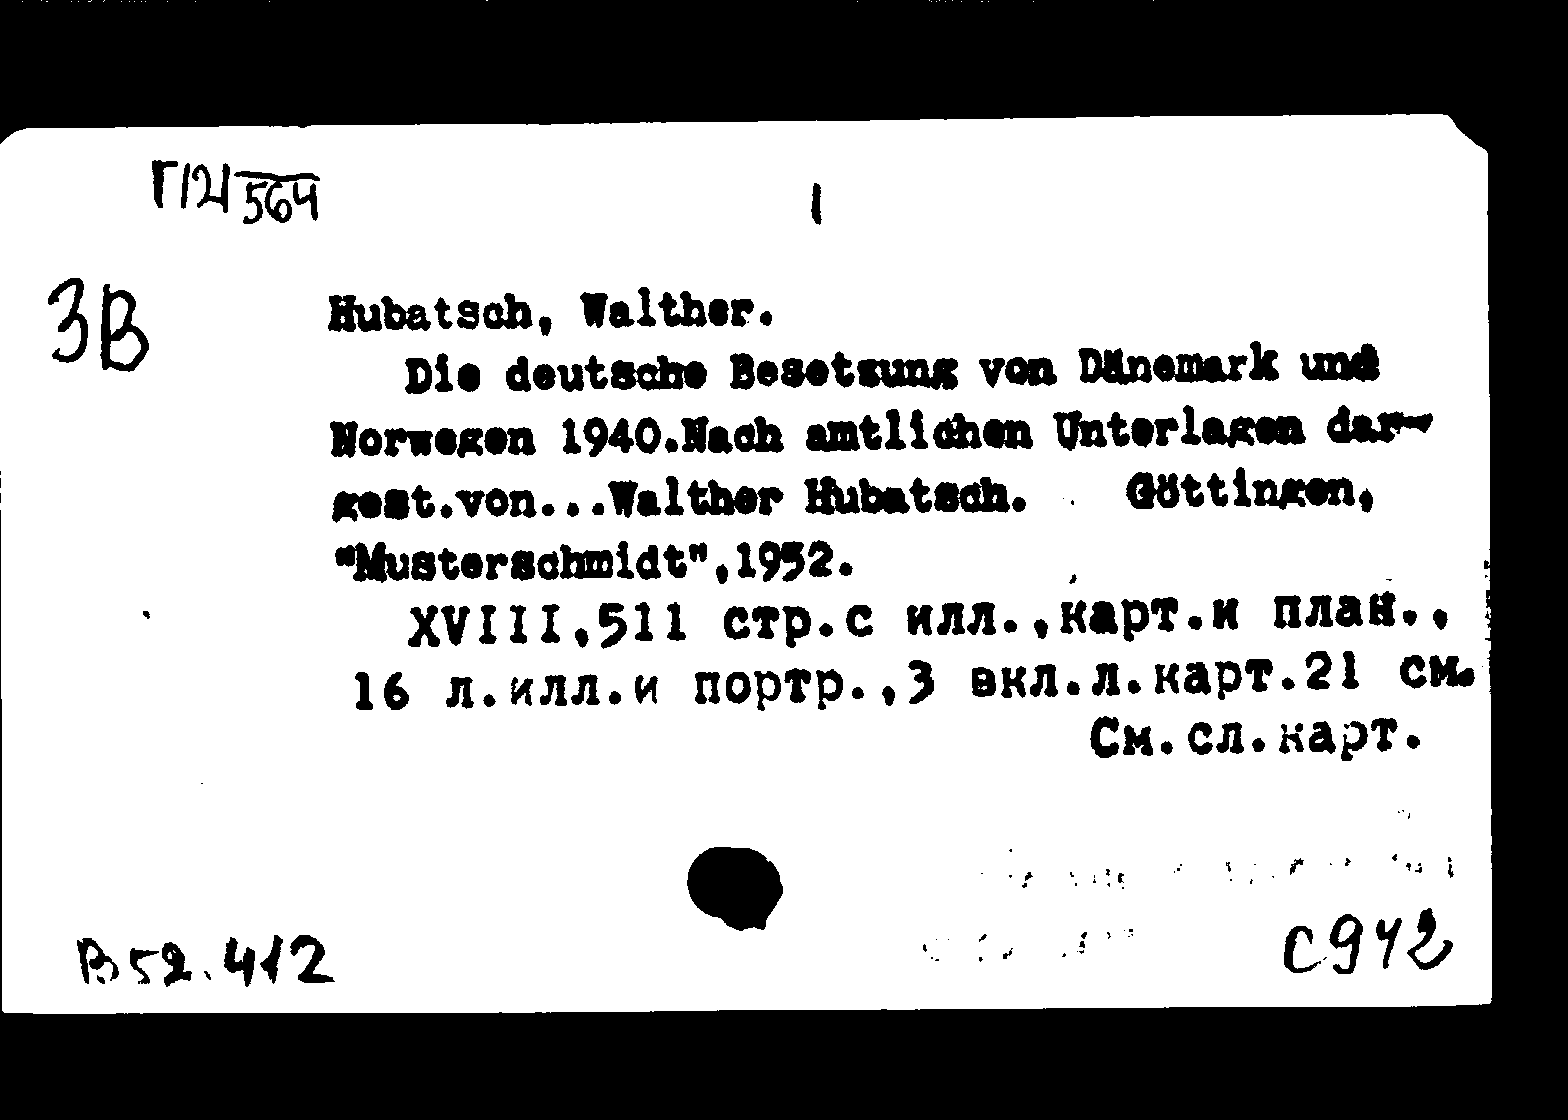 Г121/564
1
3В
Hubatsch, Walther.
Die deutsche Besetzung von Dänemark und
Norwegen 1940.Nach amtlichen Unterlagen dar-
gest.von...Walther Hubatsch. Göttingen,
"Musterschmidt",1952.
XVIII,511 стр.с илл.,карт.и план.,
16 л.илл.и портр.,3 вкл.л.карт.21 см.
См.сл.карт.
В52.412
с942